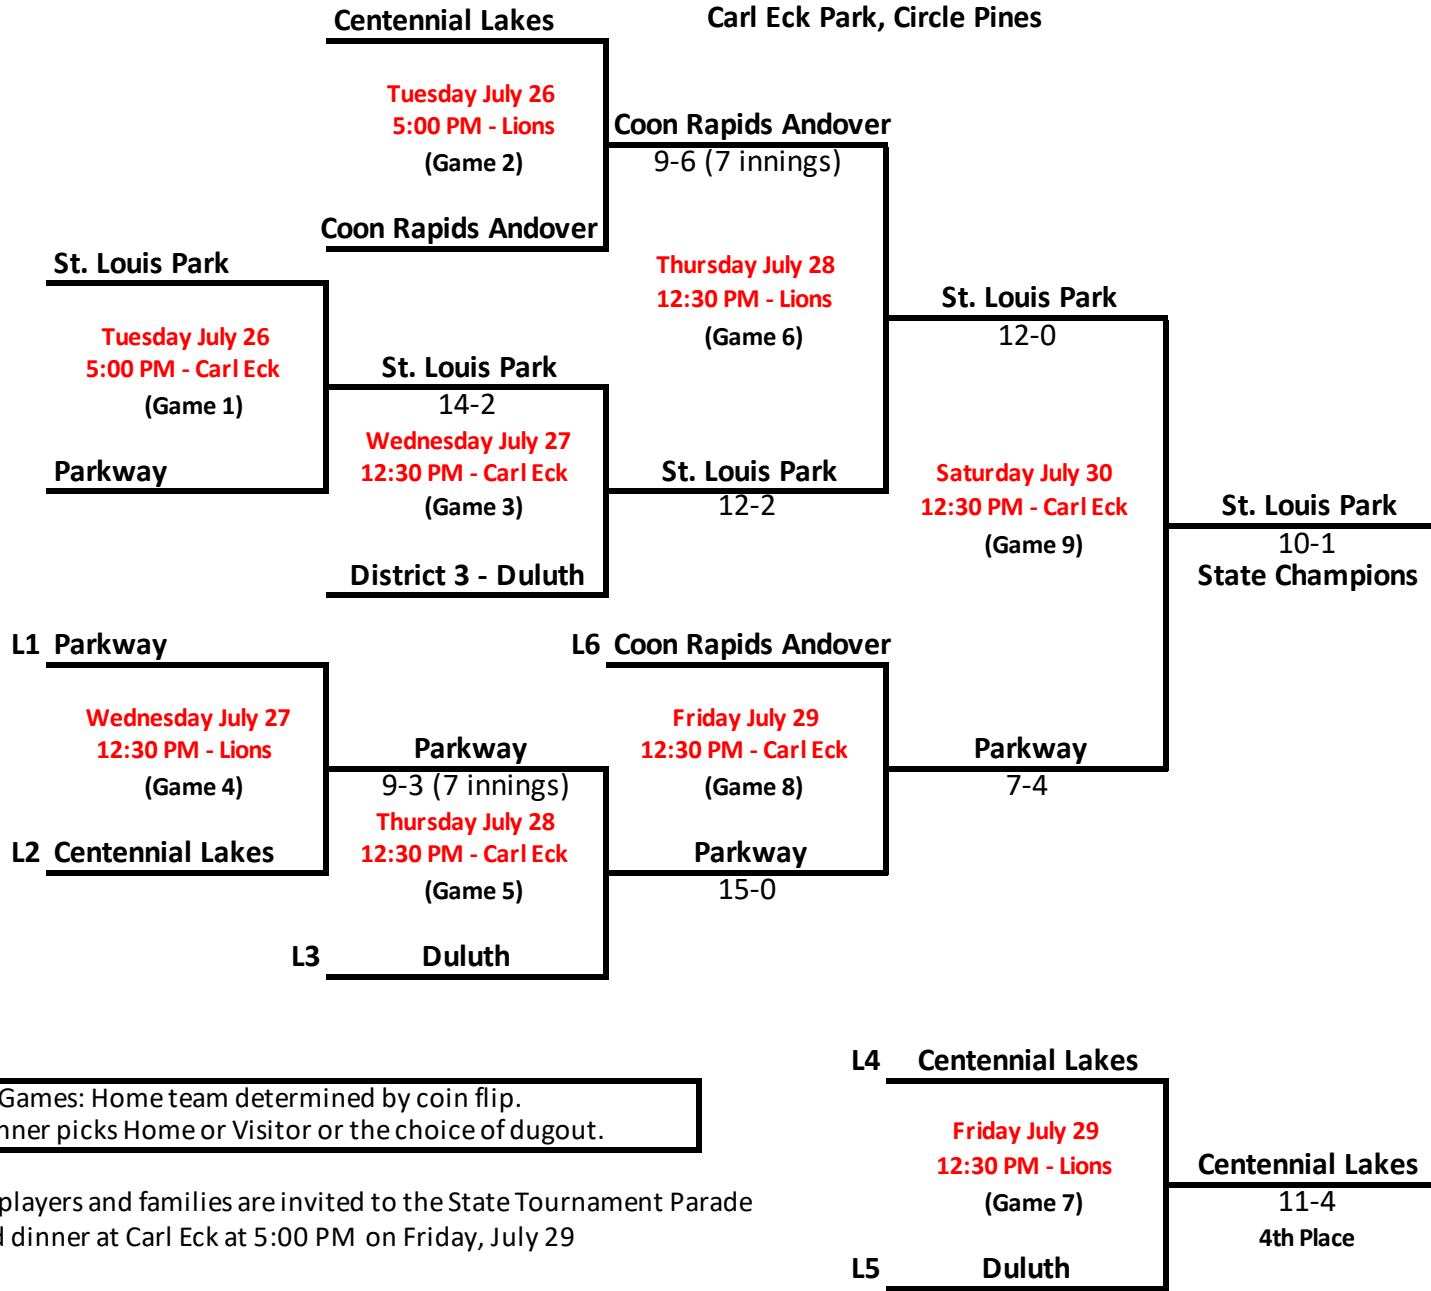 Centennial Lakes
Carl Eck Park, Circle Pines
Tuesday July 26
5:00 PM - Lions
(Game 2)
Coon Rapids Andover
9-6 (7 innings)
Coon Rapids Andover
St. Louis Park
Tuesday July 26
5:00 PM - Carl Eck
(Game 1)
Parkway
St. Louis Park
14-2
Wednesday July 27
12:30 PM - Carl Eck
(Game 3)
District 3 - Duluth
Thursday July 28
12:30 PM - Lions
(Game 6)
St. Louis Park
12-2
St. Louis Park
12-0
Saturday July 30
12:30 PM - Carl Eck
(Game 9)
St. Louis Park
10-1
State Champions
L1 Parkway
Wednesday July 27
12:30 PM - Lions
(Game 4)
L2 Centennial Lakes
Parkway
9-3 (7 innings)
Thursday July 28
12:30 PM - Carl Eck
(Game 5)
L3 Duluth
L6 Coon Rapids Andover
Friday July 29
12:30 PM - Carl Eck
(Game 8)
Parkway
15-0
Parkway
7-4
Games: Home team determined by coin flip.
nner picks Home or Visitor or the choice of dugout.
players and families are invited to the State Tournament Parade
d dinner at Carl Eck at 5:00 PM on Friday, July 29
L4 Centennial Lakes
Friday July 29
12:30 PM - Lions
(Game 7)
L5 Duluth
Centennial Lakes
11-4
4th Place